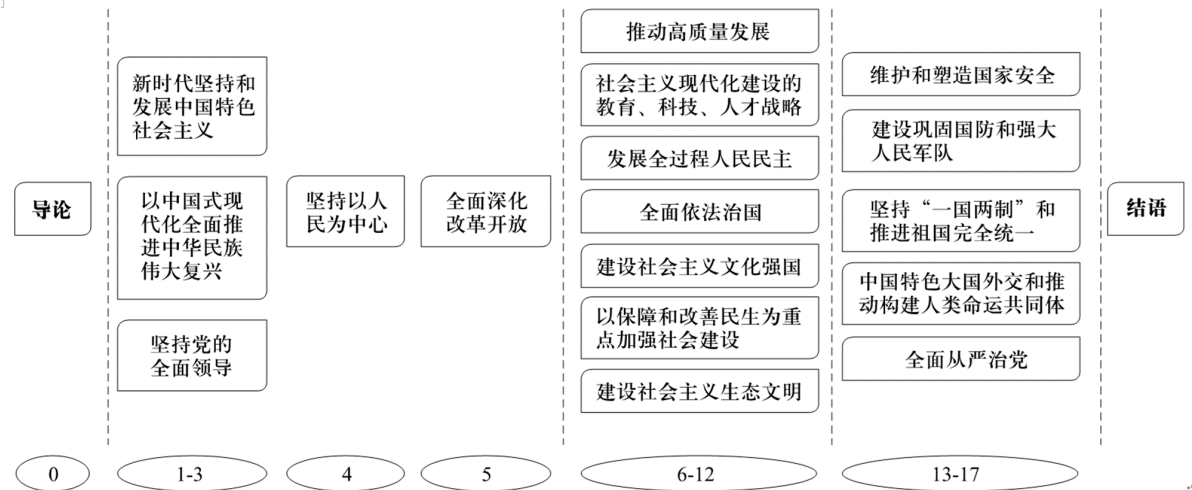 导论
新时代坚持和
发展中国特色
社会主义
以中国式现
代化全面推
进中华民族
伟大复兴
坚持党的
全面领导
坚持以人
民为中心
全面深化
改革开放
推动高质量发展
社会主义现代化建设的
教育、科技、人才战略
发展全过程人民民主
全面依法治国
建设社会主义文化强国
以保障和改善民生为重
点加强社会建设
建设社会主义生态文明
维护和塑造国家安全
建设巩固国防和强大
人民军队
坚持“一国两制”和
推进祖国完全统一
中国特色大国外交和推
动构建人类命运共同体
全面从严治党
结语
0
1-3
4
5
6-12
13-17